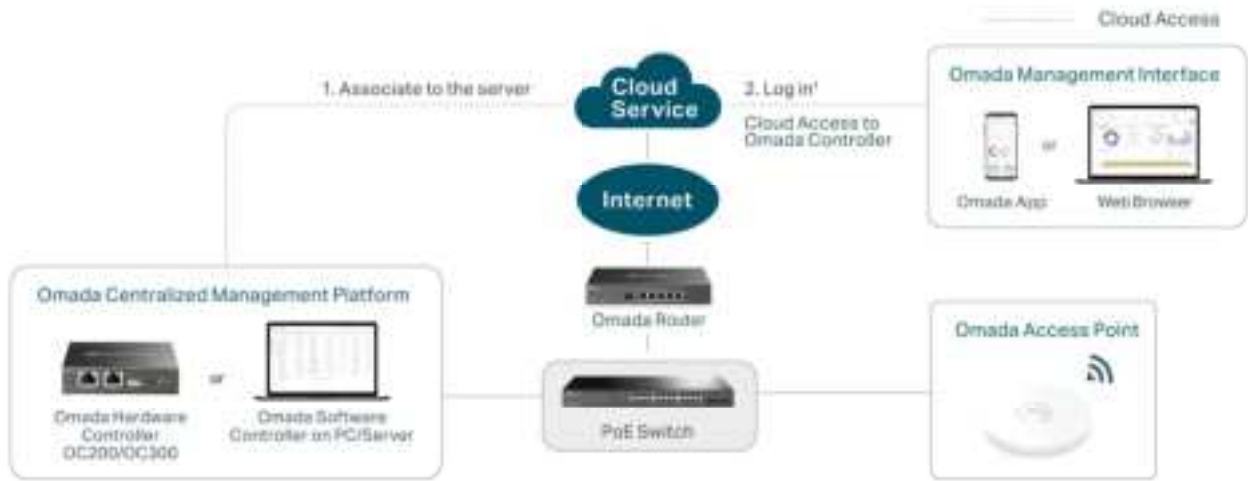 Cloud Access
Omada Management Interface
1. Associate to the server
Cloud
Service
2. Log in¹
Cloud Access to
Omada Controller
or
Omada App
Web Browser
Internet
Omada Centralized Management Platform
Omada Router
Omada Access Point
or
Omada Hardware
Controller
OC200/OC300
Omada Software
Controller on PC/Server
PoE Switch